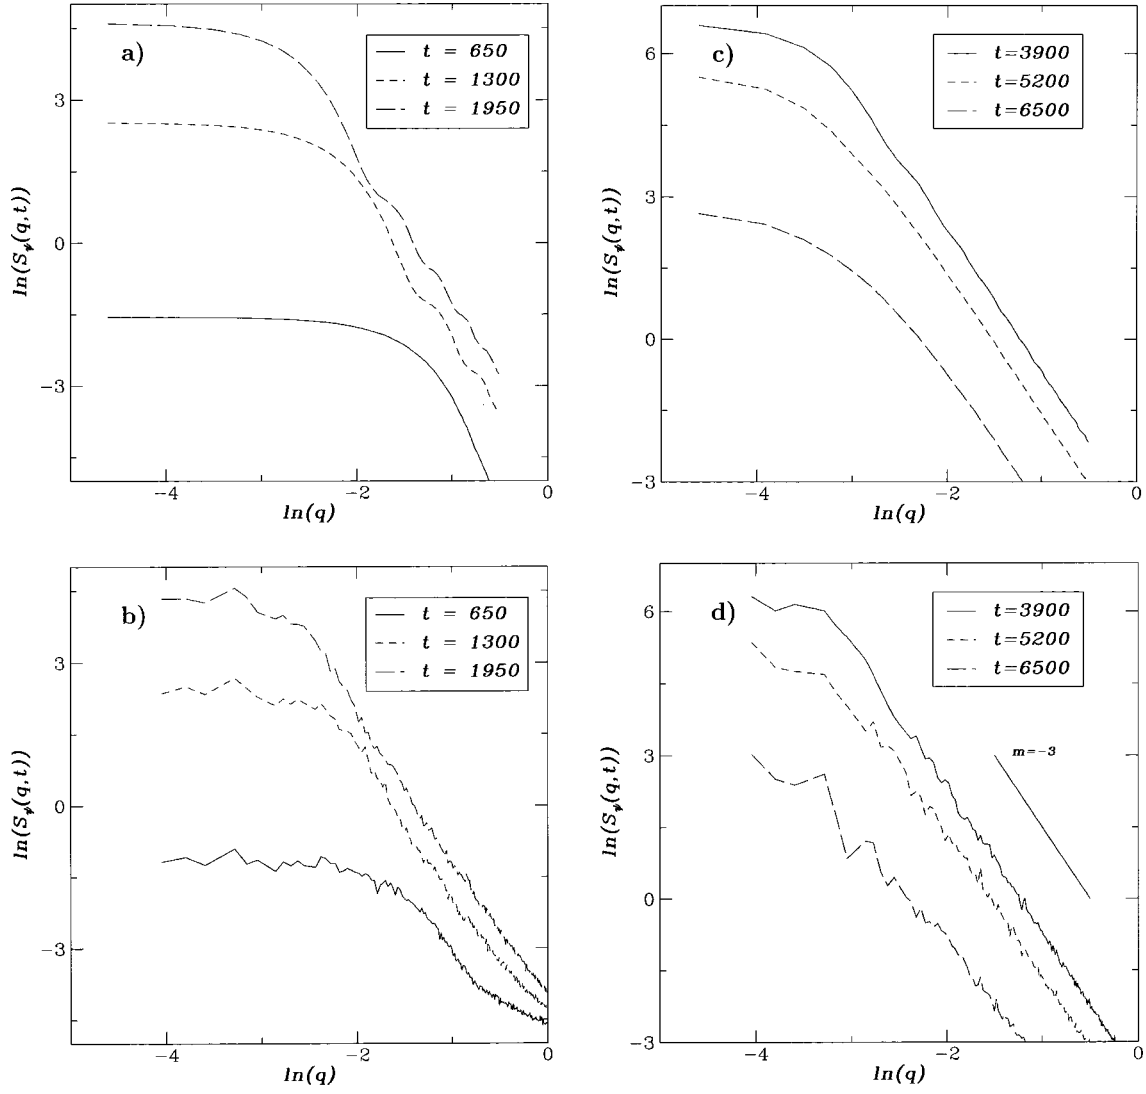 a)
t = 650
t = 1300
t = 1950
3
0
−3
ln(S_ψ(q,t))
−4
−2
0
ln(q)
c)
t=3900
t=5200
t=6500
6
3
0
−3
ln(S_ψ(q,t))
−4
−2
0
ln(q)
b)
t = 650
t = 1300
t = 1950
3
0
−3
ln(S_ψ(q,t))
−4
−2
0
ln(q)
d)
t=3900
t=5200
t=6500
m=−3
6
3
0
−3
ln(S_ψ(q,t))
−4
−2
0
ln(q)